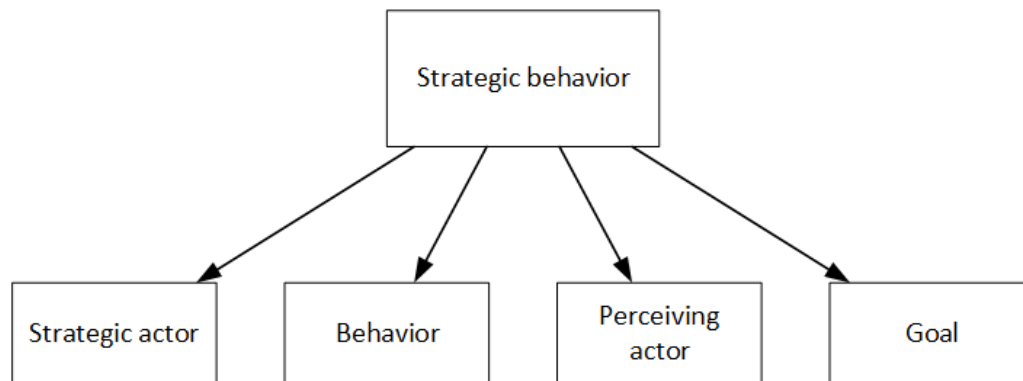 Strategic behavior
Strategic actor
Behavior
Perceiving
actor
Goal